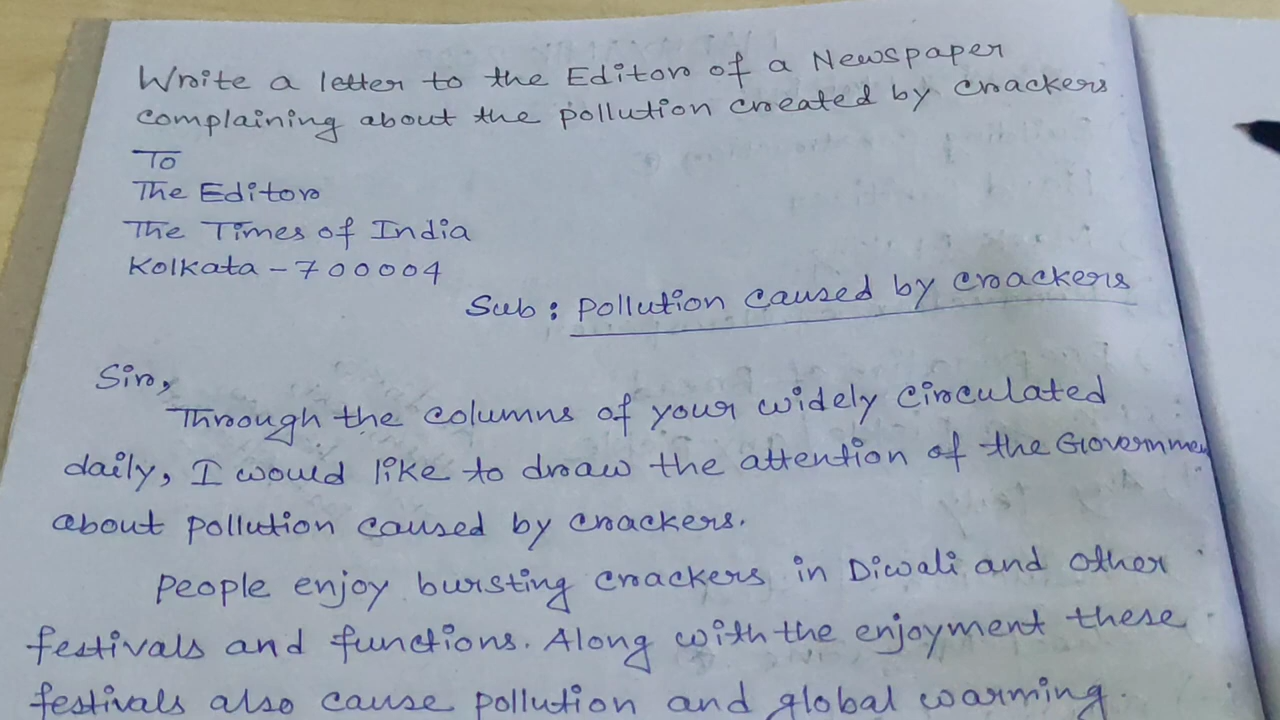 Write a letter to the Editor of a Newspaper
complaining about the pollution created by crackers
To
The Editor
The Times of India
Kolkata - 700004
Sub : Pollution caused by crackers
Sir,
Through the columns of your widely circulated
daily, I would like to draw the attention of the Governmen
about pollution caused by crackers.
People enjoy bursting crackers in Diwali and other
festivals and functions. Along with the enjoyment these
festivals also cause pollution and global warming.